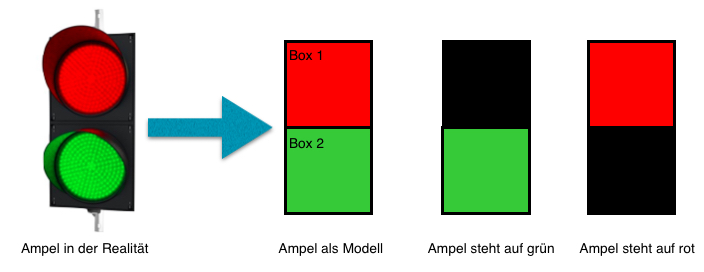 Box 1
Box 2
Ampel in der Realität
Ampel als Modell
Ampel steht auf grün
Ampel steht auf rot